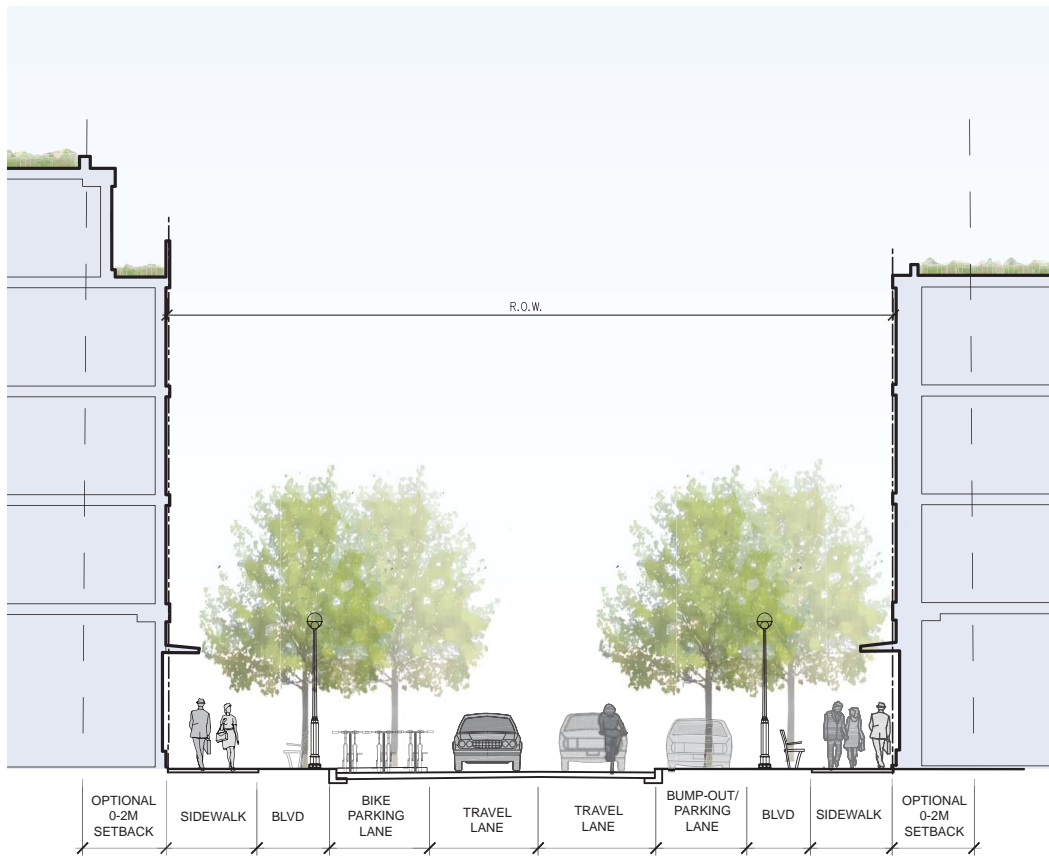 R.O.W.
OPTIONAL
0-2M
SETBACK
SIDEWALK
BLVD
BIKE
PARKING
LANE
TRAVEL
LANE
TRAVEL
LANE
BUMP-OUT/
PARKING
LANE
BLVD
SIDEWALK
OPTIONAL
0-2M
SETBACK